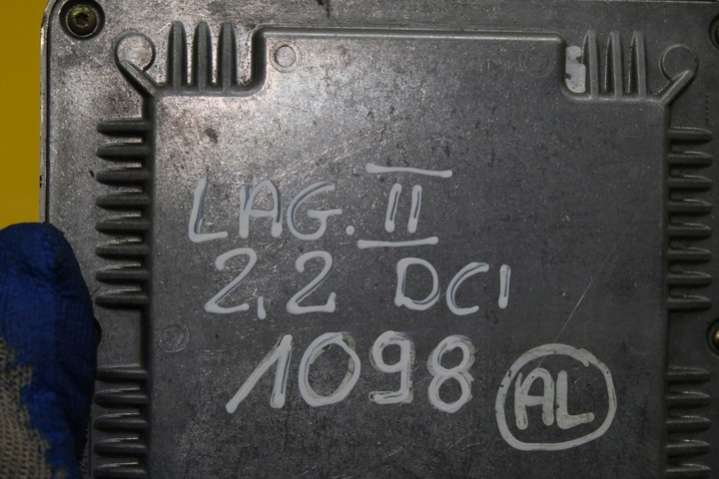 LAG. II
2,2 DCI
1098 AL